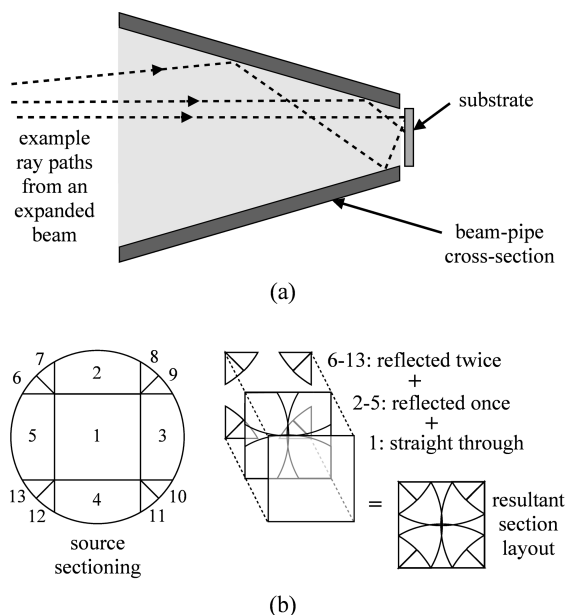 substrate
example
ray paths
from an
expanded
beam
beam-pipe
cross-section
(a)
7
8
6
9
2
5
1
3
13
10
4
12
11
source
sectioning
6-13: reflected twice
+
2-5: reflected once
+
1: straight through
=
resultant
section
layout
(b)